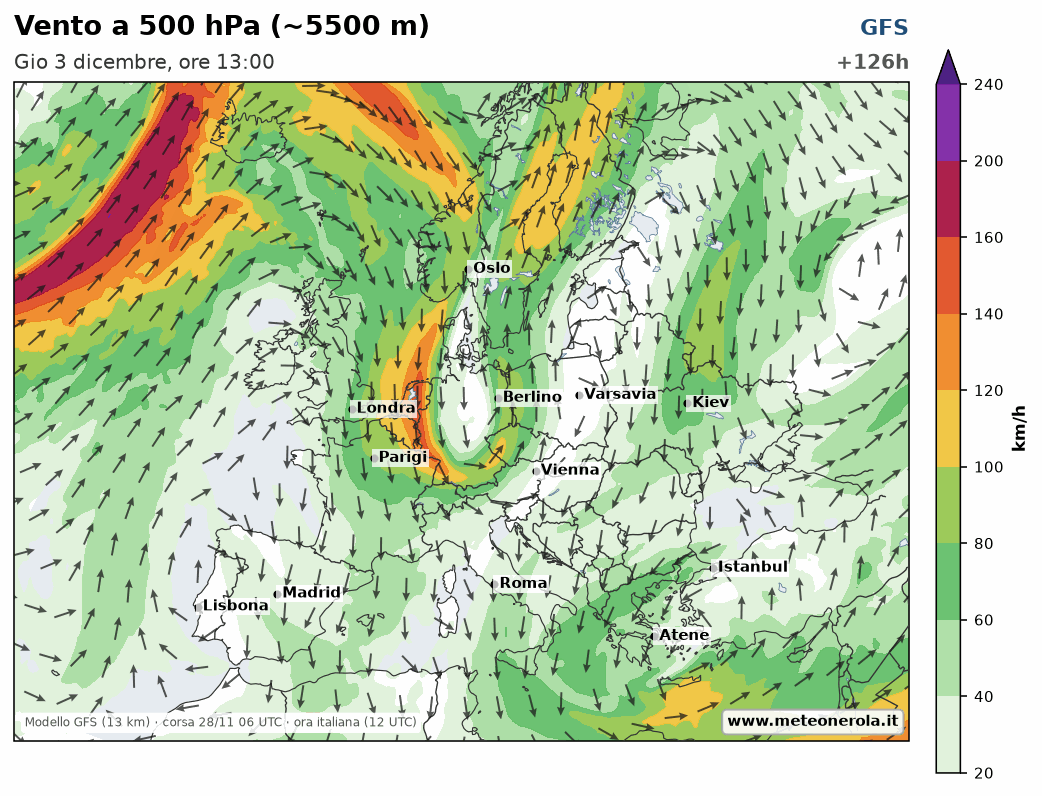 Vento a 500 hPa (~5500 m)
GFS
Gio 3 dicembre, ore 13:00
+126h
240
200
160
140
120
100
80
60
40
20
km/h
Oslo
Londra
Berlino
Varsavia
Kiev
Parigi
Vienna
Istanbul
Roma
Madrid
Lisbona
Atene
Modello GFS (13 km) · corsa 28/11 06 UTC · ora italiana (12 UTC)
www.meteonerola.it